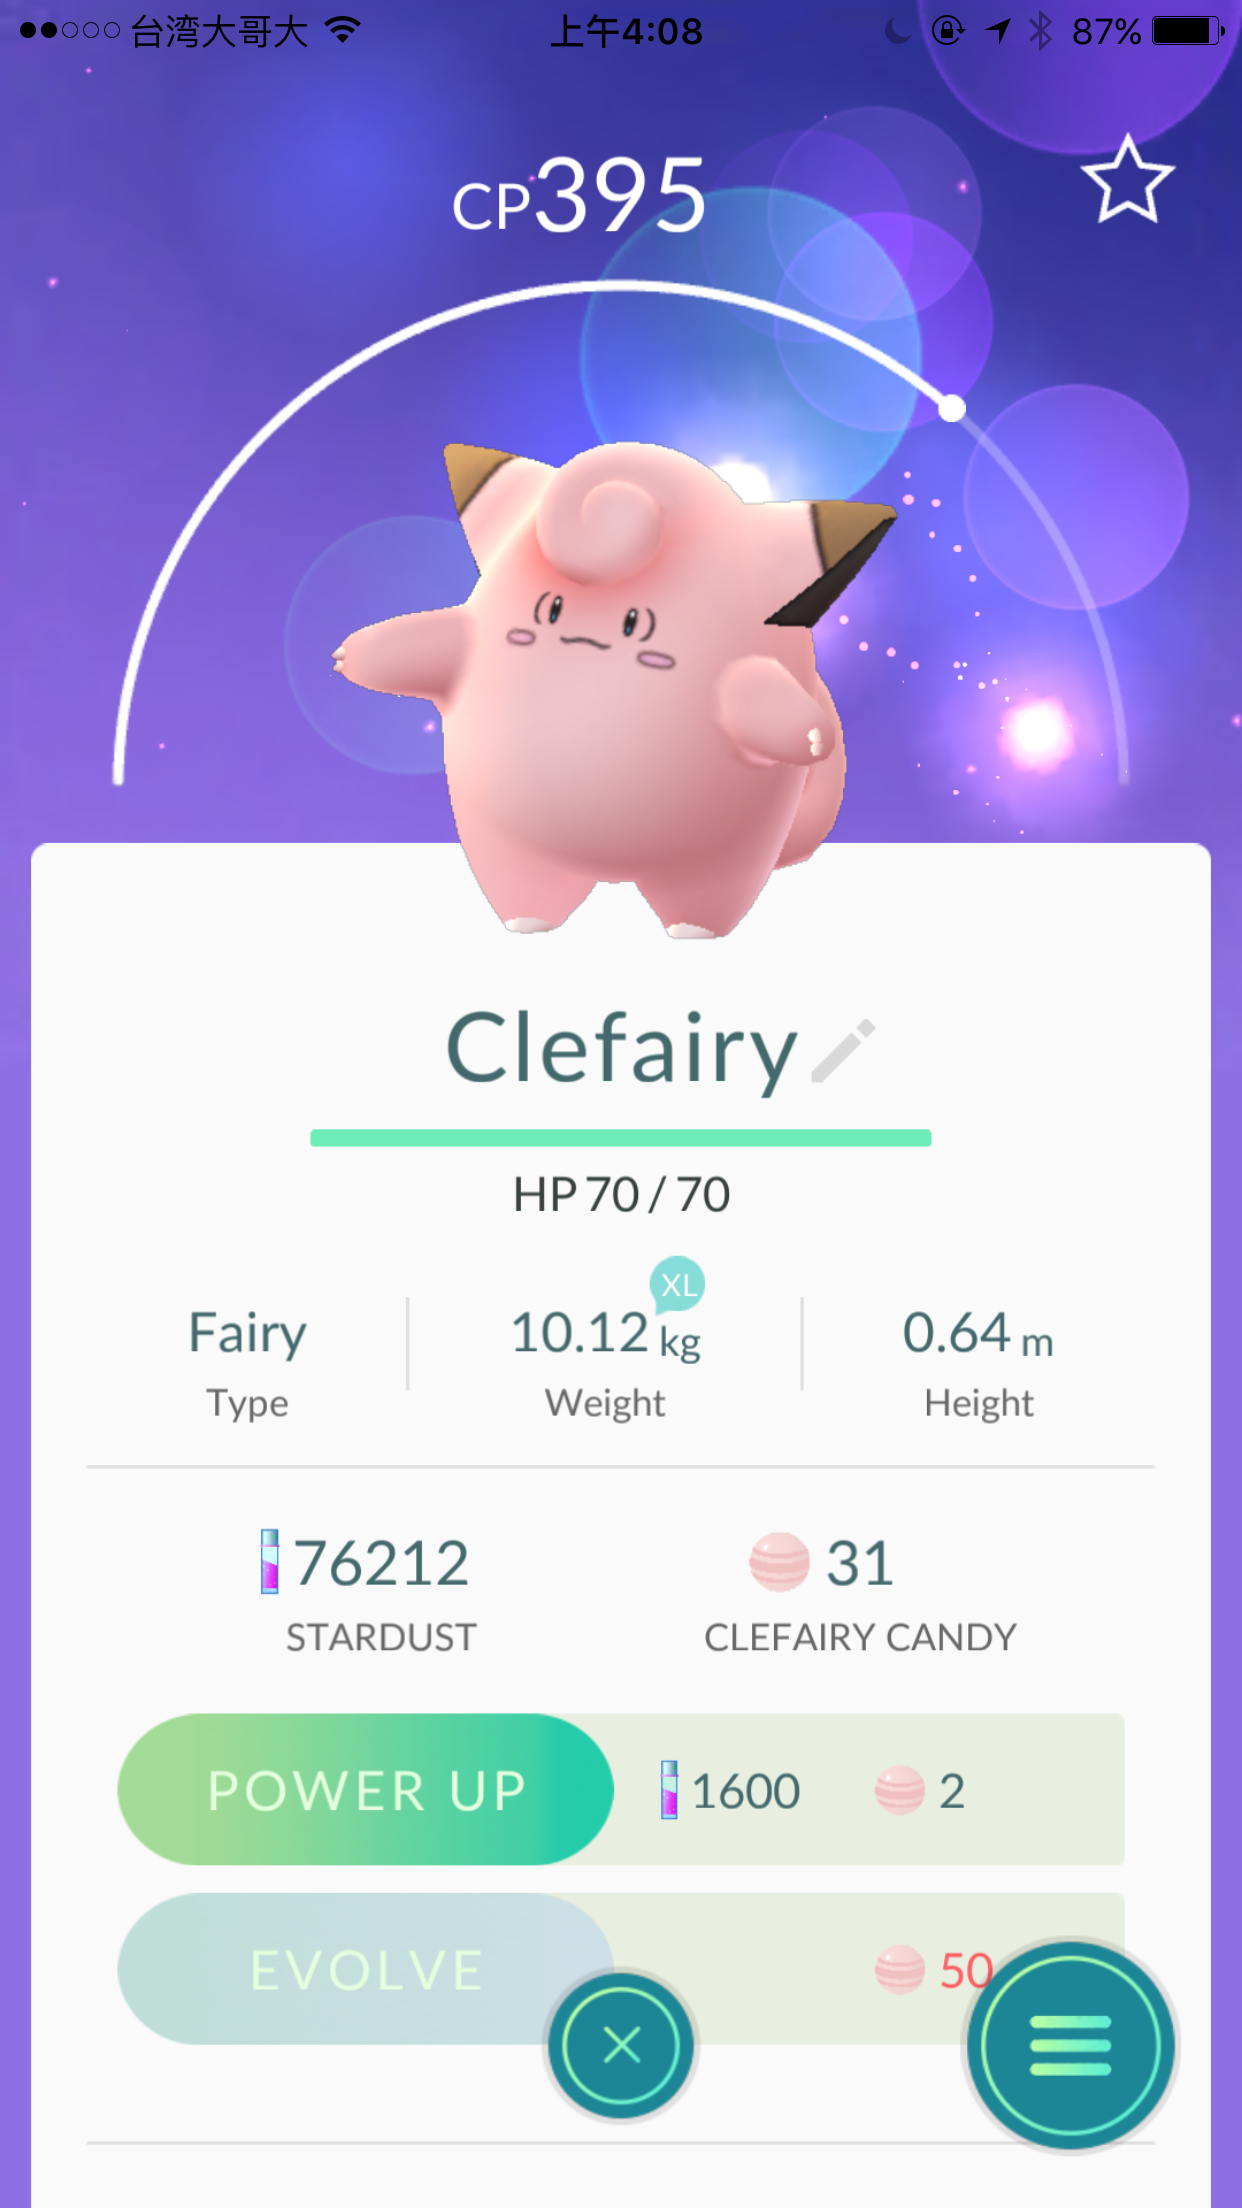 台湾大哥大 上午4:08 87%
CP395
Clefairy
HP 70 / 70
XL
Fairy 10.12 kg 0.64 m
Type Weight Height
76212 31
STARDUST CLEFAIRY CANDY
POWER UP 1600 2
EVOLVE 50